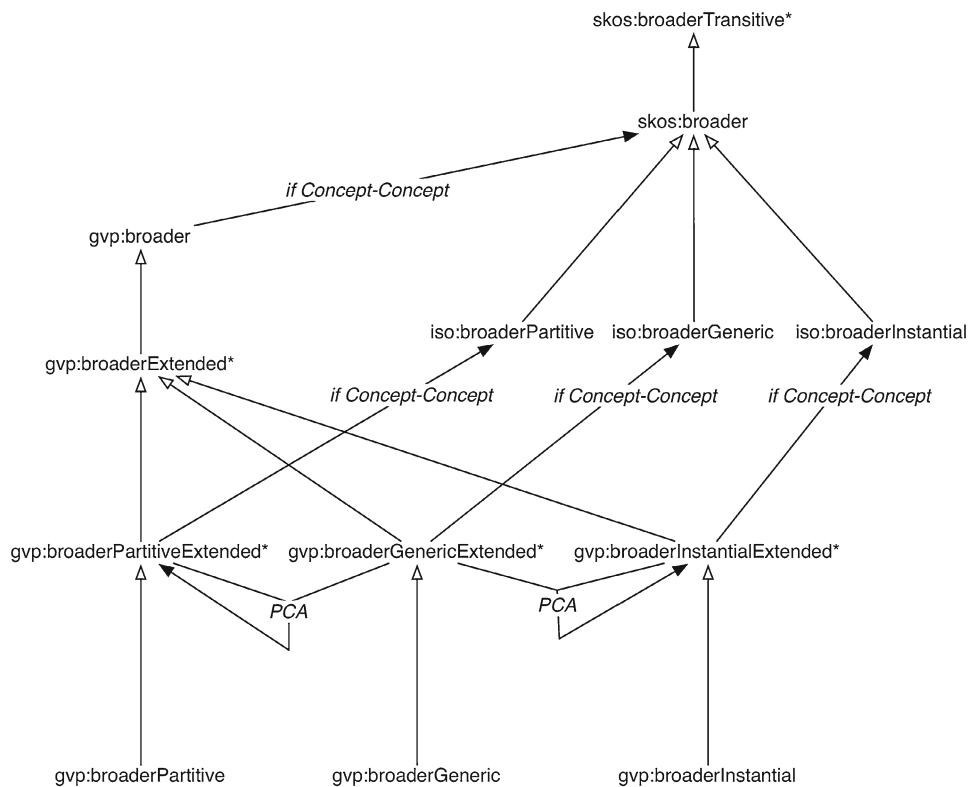 skos:broaderTransitive*
skos:broader
if Concept-Concept
gvp:broader
iso:broaderPartitive iso:broaderGeneric iso:broaderInstantial
gvp:broaderExtended*
if Concept-Concept if Concept-Concept if Concept-Concept
gvp:broaderPartitiveExtended* gvp:broaderGenericExtended* gvp:broaderInstantialExtended*
PCA PCA
gvp:broaderPartitive gvp:broaderGeneric gvp:broaderInstantial